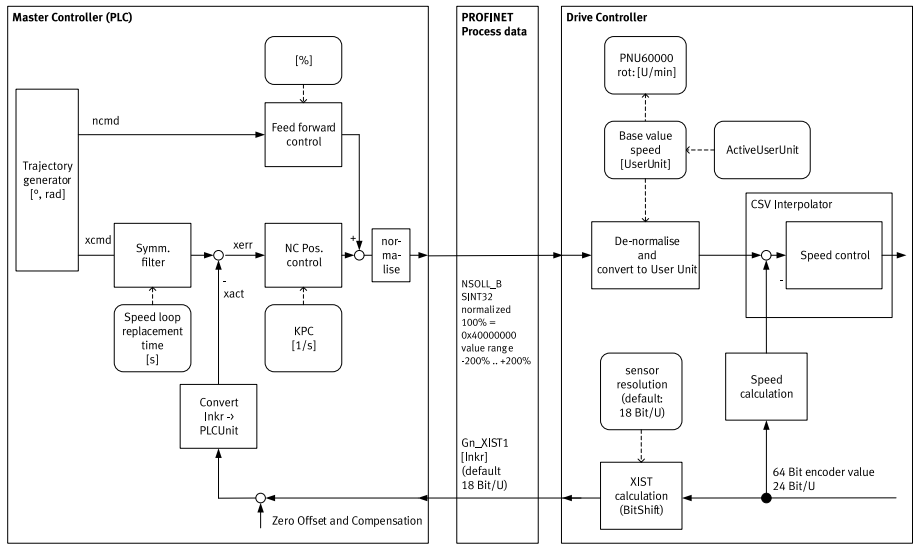 Master Controller (PLC)
PROFINET
Process data
Drive Controller
[%]
PNU60000
rot: [U/min]
ncmd
Feed forward
control
Base value
speed
[UserUnit]
ActiveUserUnit
Trajectory
generator
[°, rad]
CSV Interpolator
xcmd
Symm.
filter
xerr
NC Pos.
control
+
nor-
ma-
lise
De-normalise
and
convert to User Unit
Speed control
-
xact
-
Speed loop
replacement
time
[s]
KPC
[1/s]
NSOLL_B
SINT32
normalized
100% =
0x40000000
value range
-200% .. +200%
sensor
resolution
(default:
18 Bit/U)
Speed
calculation
Convert
Inkr ->
PLCUnit
Gn_XIST1
[Inkr]
(default
18 Bit/U)
XIST
calculation
(BitShift)
64 Bit encoder value
24 Bit/U
Zero Offset and Compensation